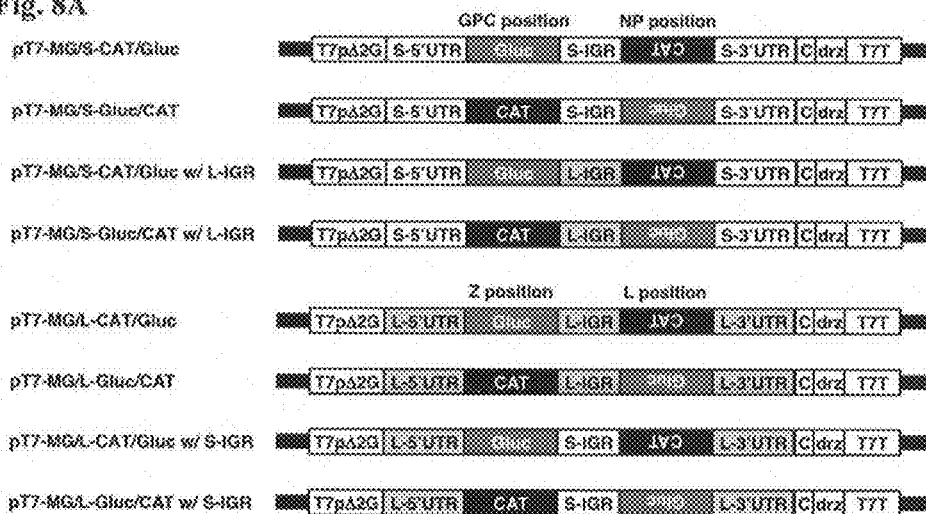 Fig. 8A
GPC position NP position
pT7-MG/S-CAT/Gluc T7pΔ2G S-5'UTR Gluc S-IGR CAT S-3'UTR C drz T7T
pT7-MG/S-Gluc/CAT T7pΔ2G S-5'UTR CAT S-IGR Gluc S-3'UTR C drz T7T
pT7-MG/S-CAT/Gluc w/ L-IGR T7pΔ2G S-5'UTR Gluc L-IGR CAT S-3'UTR C drz T7T
pT7-MG/S-Gluc/CAT w/ L-IGR T7pΔ2G S-5'UTR CAT L-IGR Gluc S-3'UTR C drz T7T
Z position L position
pT7-MG/L-CAT/Gluc T7pΔ2G L-5'UTR Gluc L-IGR CAT L-3'UTR C drz T7T
pT7-MG/L-Gluc/CAT T7pΔ2G L-5'UTR CAT L-IGR Gluc L-3'UTR C drz T7T
pT7-MG/L-CAT/Gluc w/ S-IGR T7pΔ2G L-5'UTR Gluc S-IGR CAT L-3'UTR C drz T7T
pT7-MG/L-Gluc/CAT w/ S-IGR T7pΔ2G L-5'UTR CAT S-IGR Gluc L-3'UTR C drz T7T